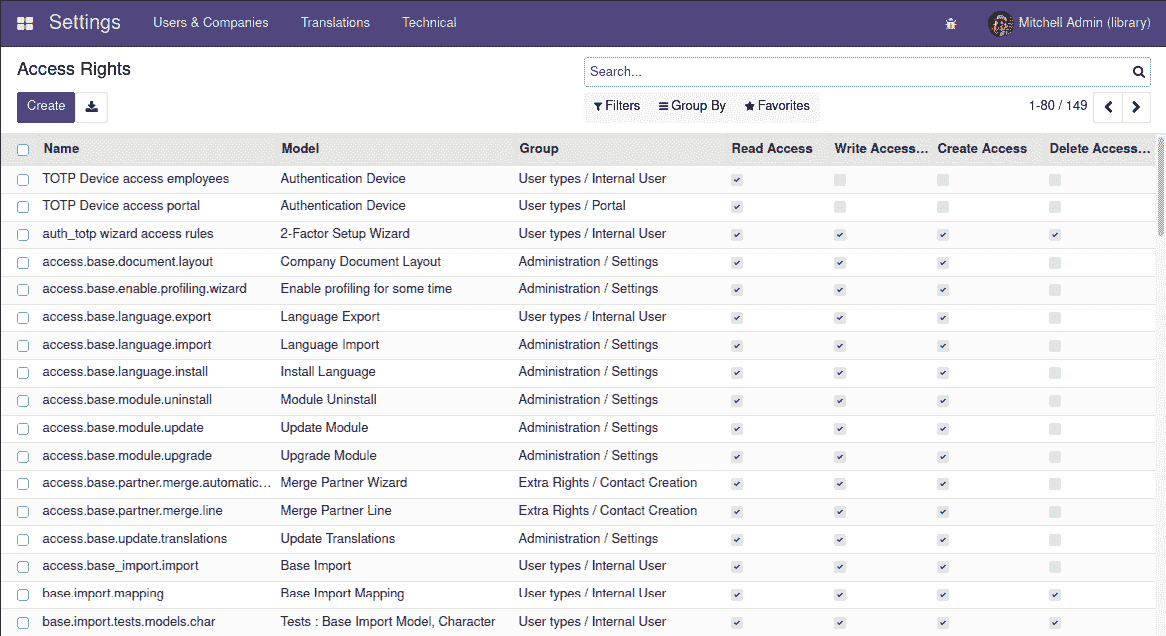 Settings Users & Companies Translations Technical Mitchell Admin (library)
Access Rights
Search...
Create
Filters Group By Favorites 1-80 / 149
Name Model Group Read Access Write Access... Create Access Delete Access...
TOTP Device access employees Authentication Device User types / Internal User
TOTP Device access portal Authentication Device User types / Portal
auth_totp wizard access rules 2-Factor Setup Wizard User types / Internal User
access.base.document.layout Company Document Layout Administration / Settings
access.base.enable.profiling.wizard Enable profiling for some time Administration / Settings
access.base.language.export Language Export User types / Internal User
access.base.language.import Language Import Administration / Settings
access.base.language.install Install Language Administration / Settings
access.base.module.uninstall Module Uninstall Administration / Settings
access.base.module.update Update Module Administration / Settings
access.base.module.upgrade Upgrade Module Administration / Settings
access.base.partner.merge.automatic... Merge Partner Wizard Extra Rights / Contact Creation
access.base.partner.merge.line Merge Partner Line Extra Rights / Contact Creation
access.base.update.translations Update Translations Administration / Settings
access.base_import.import Base Import User types / Internal User
base.import.mapping Base Import Mapping User types / Internal User
base.import.tests.models.char Tests : Base Import Model, Character User types / Internal User